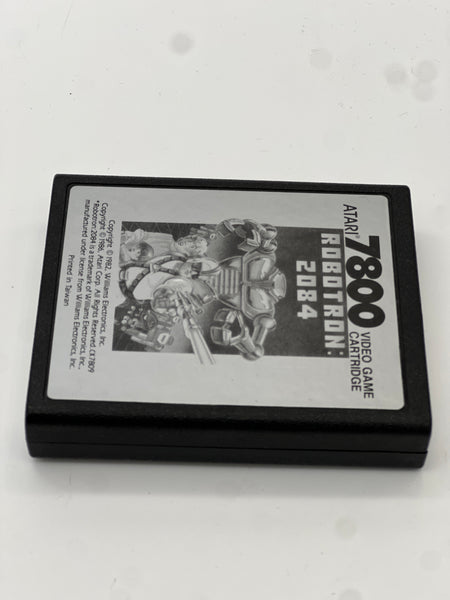 ATARI 7800 VIDEO GAME
CARTRIDGE
ROBOTRON:
2084
Copyright © 1982, Williams Electronics, Inc.
Copyright © 1986, Atari Corp. All Rights Reserved. CX7809
*Robotron:2084 is a trademark of Williams Electronics, Inc.,
manufactured under license from Williams Electronics, Inc.
Printed in Taiwan